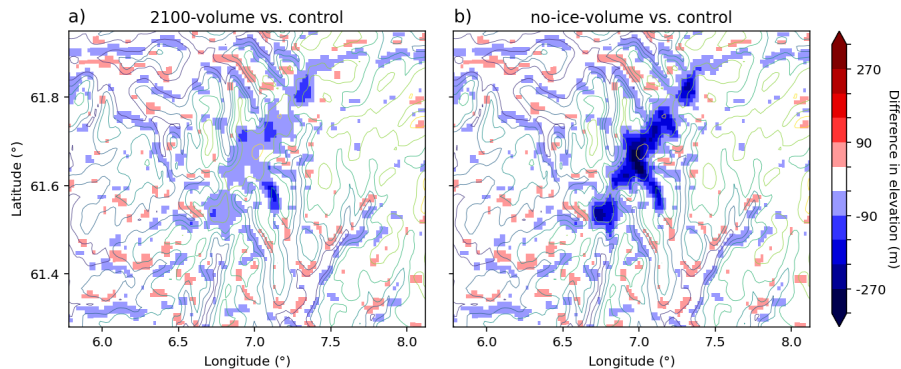 a)
2100-volume vs. control
b)
no-ice-volume vs. control
61.8
61.6
61.4
Latitude (°)
6.0
6.5
7.0
7.5
8.0
Longitude (°)
6.0
6.5
7.0
7.5
8.0
Longitude (°)
270
90
-90
-270
Difference in elevation (m)